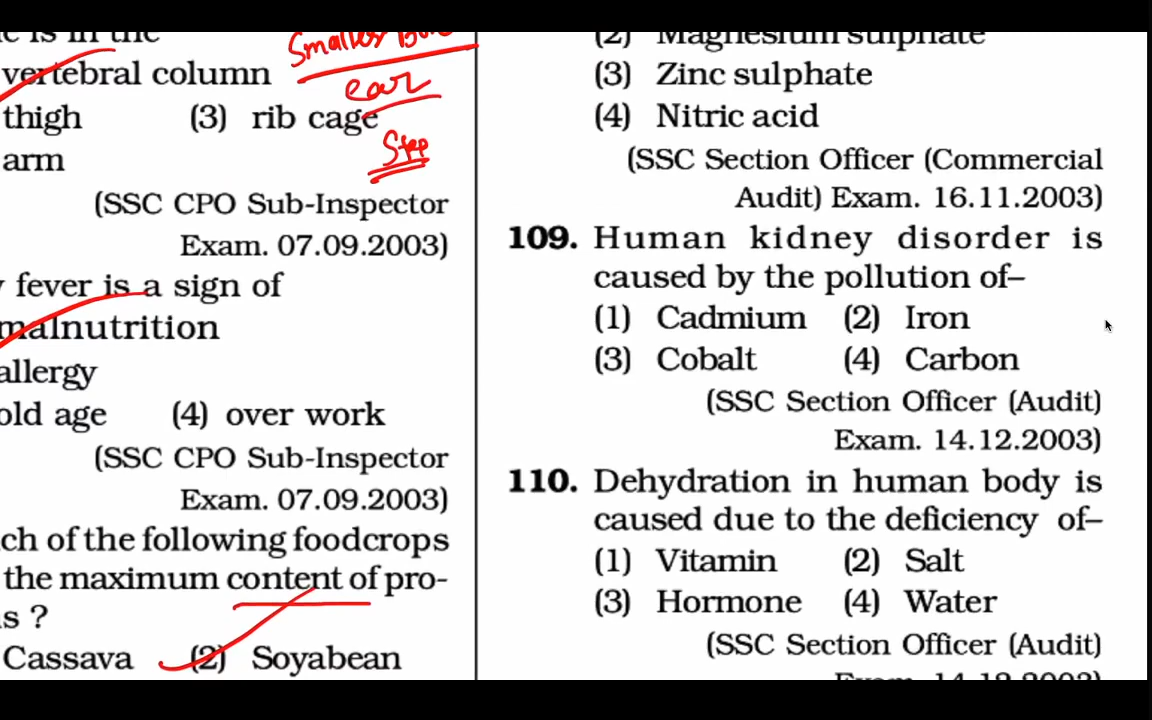 vertebral column
thigh (3) rib cage
arm
(SSC CPO Sub-Inspector
Exam. 07.09.2003)
fever is a sign of
malnutrition
allergy
old age (4) over work
(SSC CPO Sub-Inspector
Exam. 07.09.2003)
ch of the following foodcrops
the maximum content of pro-
s ?
Cassava (2) Soyabean
Smallest
ear
Step
(2) Magnesium sulphate
(3) Zinc sulphate
(4) Nitric acid
(SSC Section Officer (Commercial
Audit) Exam. 16.11.2003)
109. Human kidney disorder is
caused by the pollution of–
(1) Cadmium (2) Iron
(3) Cobalt (4) Carbon
(SSC Section Officer (Audit)
Exam. 14.12.2003)
110. Dehydration in human body is
caused due to the deficiency of–
(1) Vitamin (2) Salt
(3) Hormone (4) Water
(SSC Section Officer (Audit)
Exam. 14.12.2003)